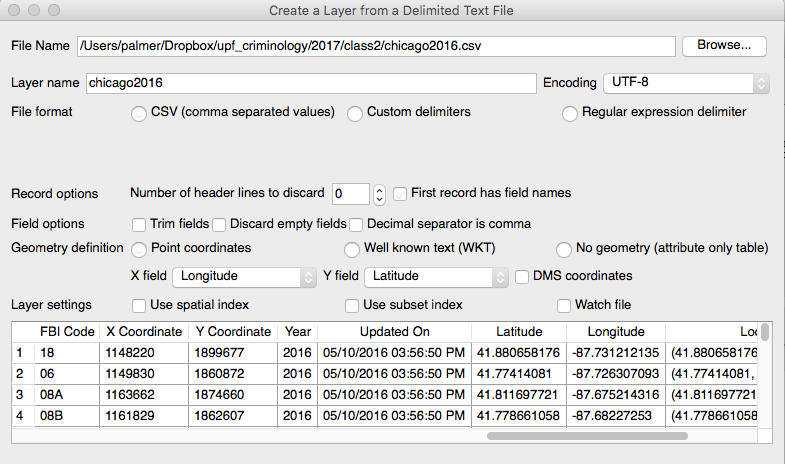 Create a Layer from a Delimited Text File
File Name /Users/palmer/Dropbox/upf_criminology/2017/class2/chicago2016.csv Browse...
Layer name chicago2016 Encoding UTF-8
File format CSV (comma separated values) Custom delimiters Regular expression delimiter
Record options Number of header lines to discard 0 First record has field names
Field options Trim fields Discard empty fields Decimal separator is comma
Geometry definition Point coordinates Well known text (WKT) No geometry (attribute only table)
X field Longitude Y field Latitude DMS coordinates
Layer settings Use spatial index Use subset index Watch file
FBI Code X Coordinate Y Coordinate Year Updated On Latitude Longitude Loc
1 18 1148220 1899677 2016 05/10/2016 03:56:50 PM 41.880658176 -87.731212135 (41.880658176
2 06 1149830 1860872 2016 05/10/2016 03:56:50 PM 41.77414081 -87.726307093 (41.77414081,
3 08A 1163662 1874660 2016 05/10/2016 03:56:50 PM 41.811697721 -87.675214316 (41.811697721
4 08B 1161829 1862607 2016 05/10/2016 03:56:50 PM 41.778661058 -87.68227253 (41.778661058